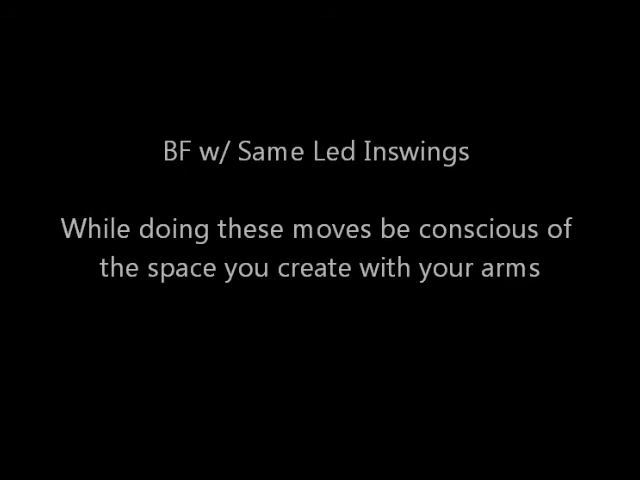 BF w/ Same Led Inswings
While doing these moves be conscious of
the space you create with your arms